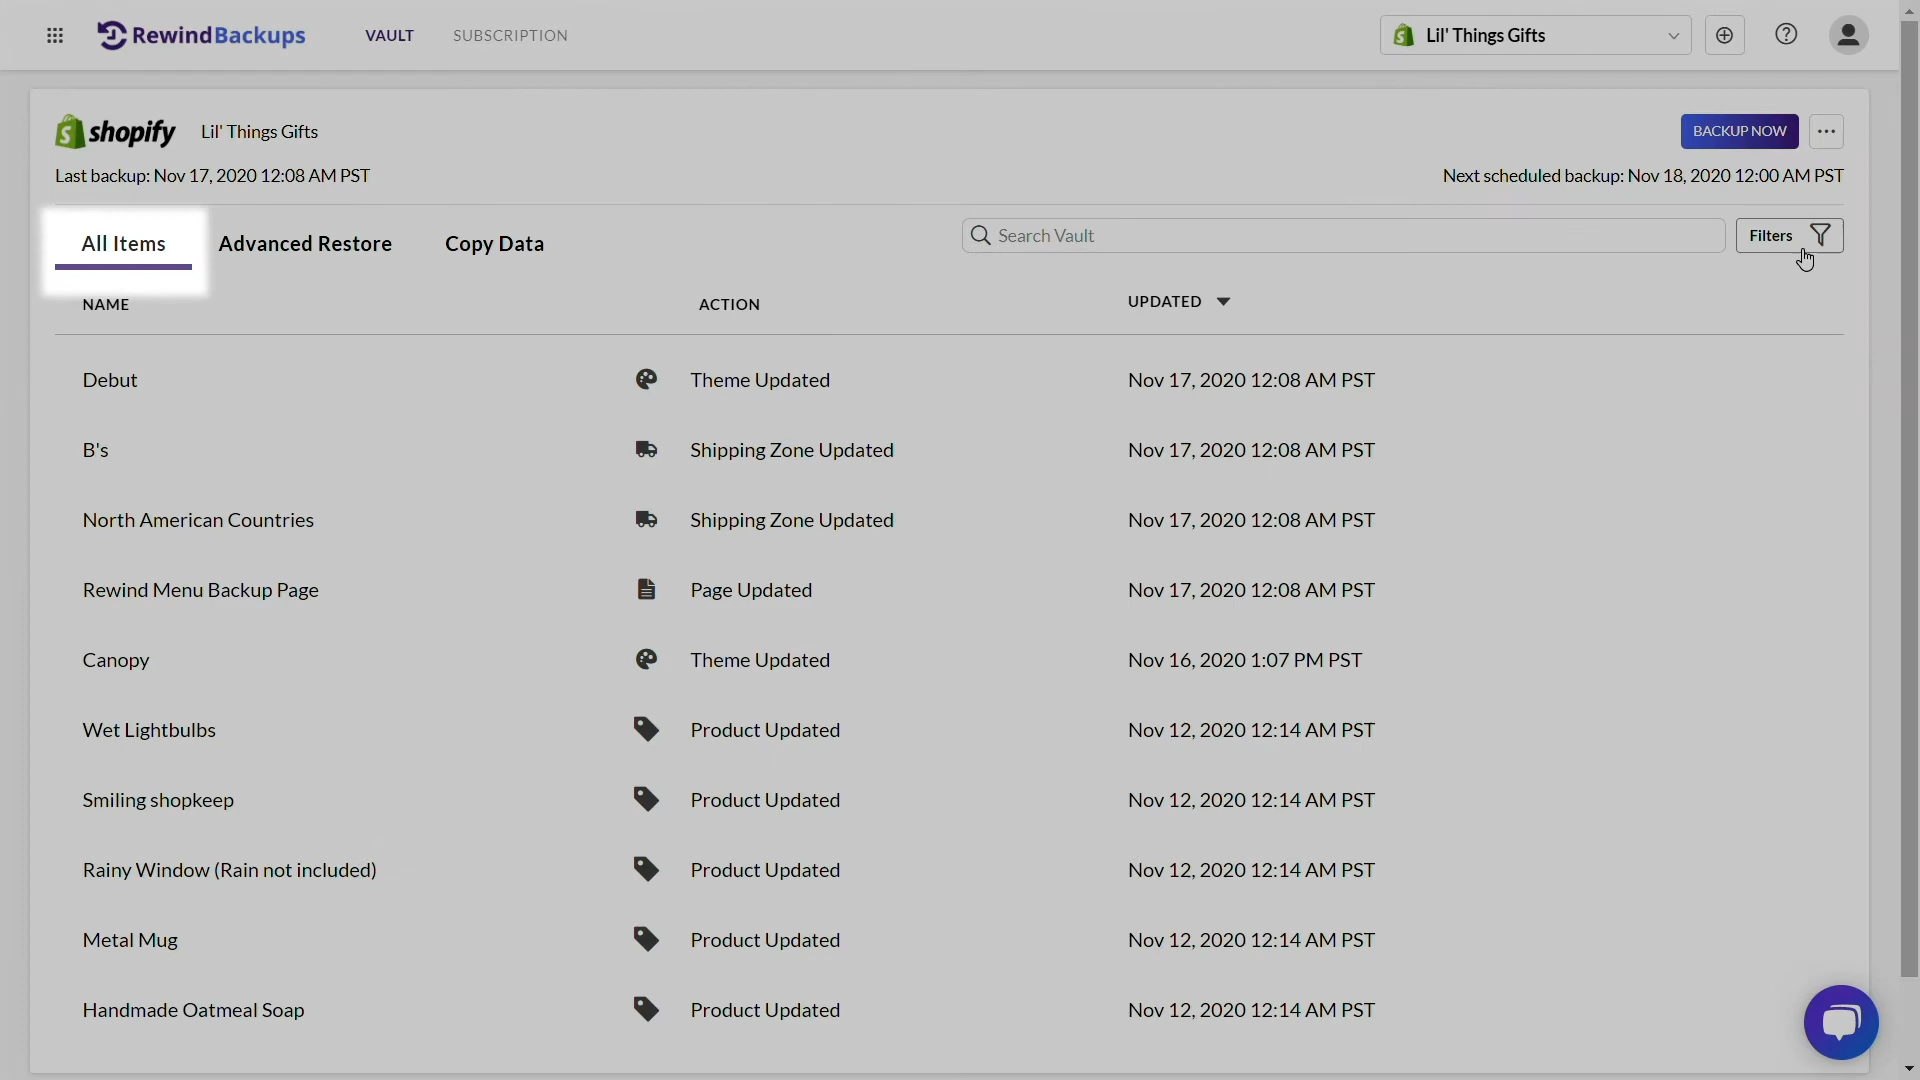 RewindBackups VAULT SUBSCRIPTION Lil' Things Gifts
shopify Lil' Things Gifts BACKUP NOW
Last backup: Nov 17, 2020 12:08 AM PST Next scheduled backup: Nov 18, 2020 12:00 AM PST
All Items Advanced Restore Copy Data Search Vault Filters
NAME ACTION UPDATED
Debut Theme Updated Nov 17, 2020 12:08 AM PST
B's Shipping Zone Updated Nov 17, 2020 12:08 AM PST
North American Countries Shipping Zone Updated Nov 17, 2020 12:08 AM PST
Rewind Menu Backup Page Page Updated Nov 17, 2020 12:08 AM PST
Canopy Theme Updated Nov 16, 2020 1:07 PM PST
Wet Lightbulbs Product Updated Nov 12, 2020 12:14 AM PST
Smiling shopkeep Product Updated Nov 12, 2020 12:14 AM PST
Rainy Window (Rain not included) Product Updated Nov 12, 2020 12:14 AM PST
Metal Mug Product Updated Nov 12, 2020 12:14 AM PST
Handmade Oatmeal Soap Product Updated Nov 12, 2020 12:14 AM PST